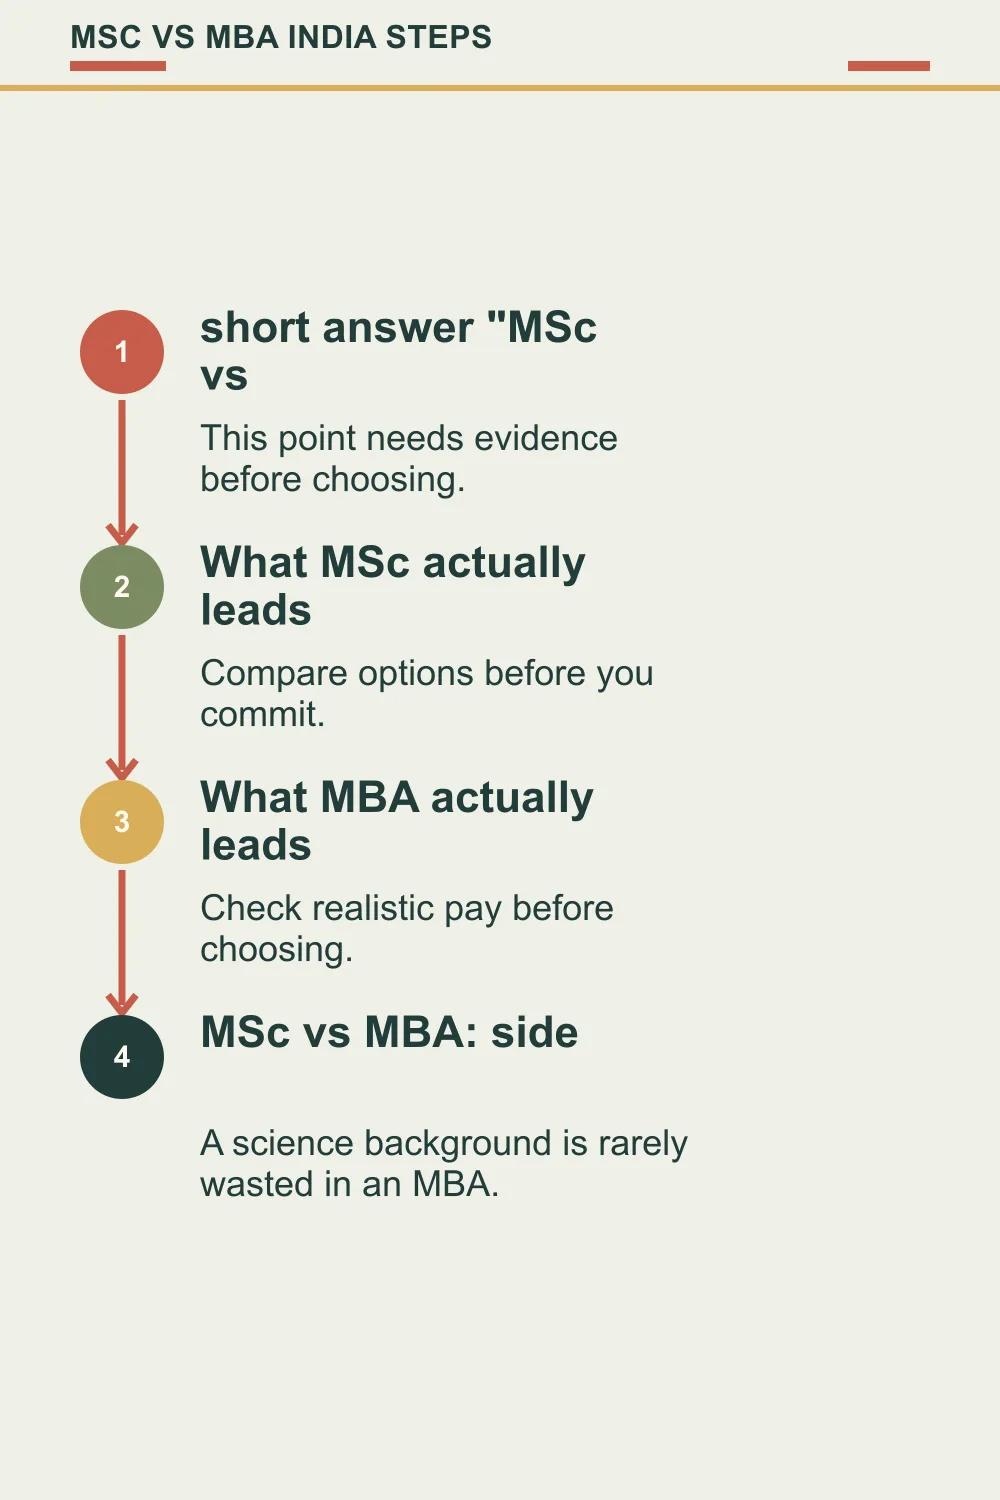 MSC VS MBA INDIA STEPS
1
short answer "MSc
vs
This point needs evidence
before choosing.
2
What MSc actually
leads
Compare options before you
commit.
3
What MBA actually
leads
Check realistic pay before
choosing.
4
MSc vs MBA: side
A science background is rarely
wasted in an MBA.